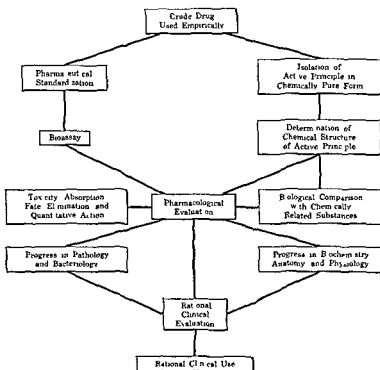 Crude Drug
Used Empirically
Pharma eut cal
Standard zation
Isolation of
Act ve Principle in
Chemically Pure Form
Bioassay
Determ nation of
Chemical Structure
of Active Princ ple
Tox city Absorption
Fate El mination and
Quant tative Action
Pharmacological
Evaluat on
B ological Comparison
w th Chemically
Related Substances
Progress in Pathology
and Bacteriology
Progress in B ochem stry
Anatomy and Phys ology
Rat onal
Clinical
Evaluation
Rational Cl n cal Use